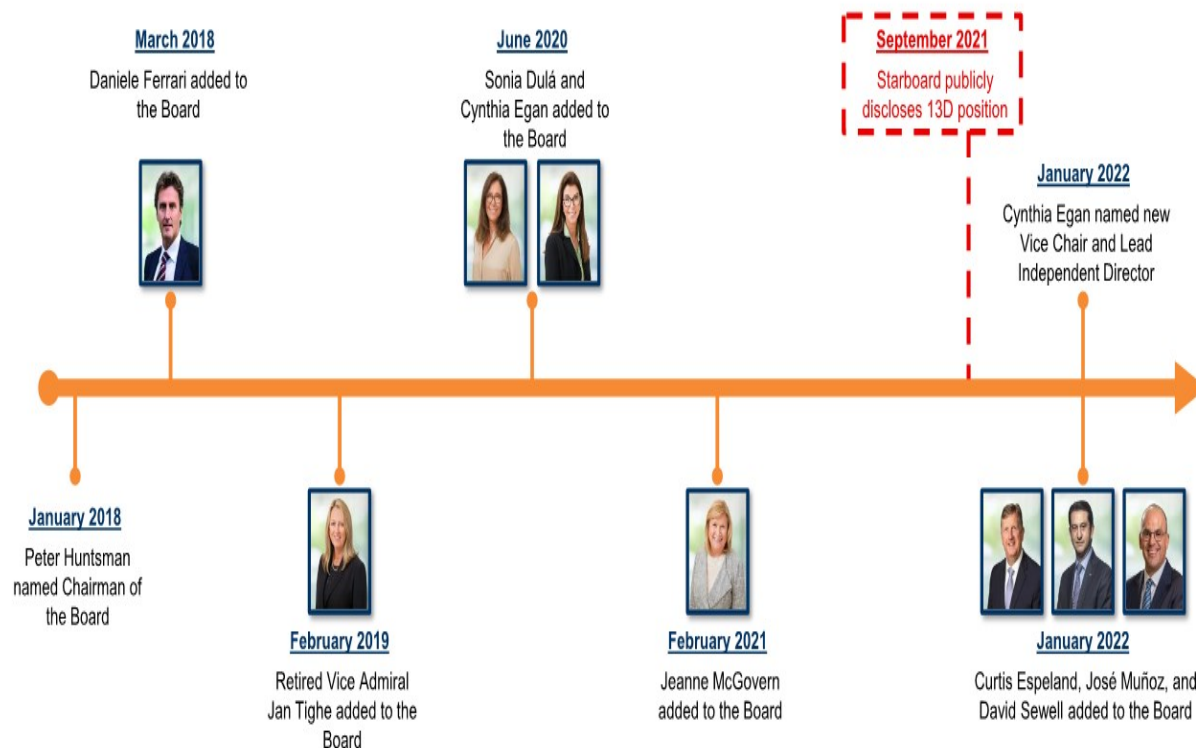 March 2018
Daniele Ferrari added to
the Board
June 2020
Sonia Dulá and
Cynthia Egan added to
the Board
September 2021
Starboard publicly
discloses 13D position
January 2022
Cynthia Egan named new
Vice Chair and Lead
Independent Director
January 2018
Peter Huntsman
named Chairman of
the Board
February 2019
Retired Vice Admiral
Jan Tighe added to the
Board
February 2021
Jeanne McGovern
added to the Board
January 2022
Curtis Espeland, José Muñoz, and
David Sewell added to the Board